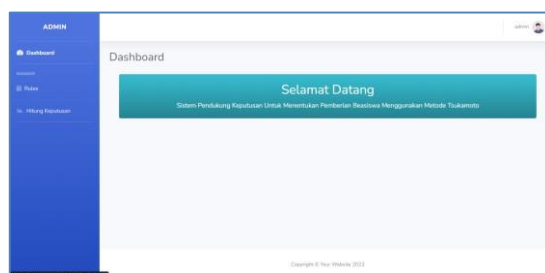 ADMIN
admin
Dashboard
Dashboard
Selamat Datang
Sistem Pendukung Keputusan Untuk Menentukan Pemberian Beasiswa Menggunakan Metode Tsukamoto
Rules
Hitung Keputusan
Copyright © Your Website 2022